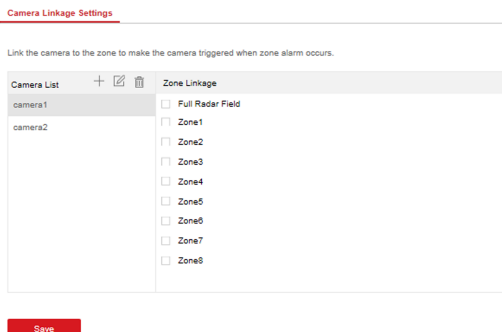 Camera Linkage Settings
Link the camera to the zone to make the camera triggered when zone alarm occurs.
Camera List
Zone Linkage
camera1
camera2
Full Radar Field
Zone1
Zone2
Zone3
Zone4
Zone5
Zone6
Zone7
Zone8
Save